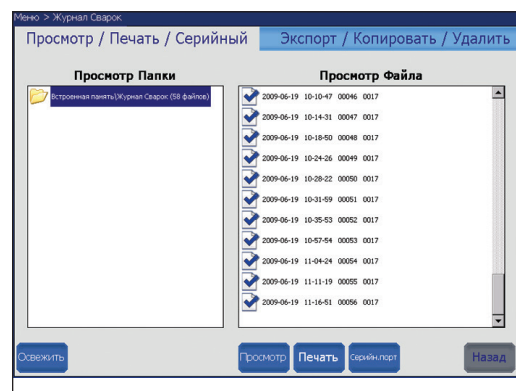 Меню > Журнал Сварок
Просмотр / Печать / Серийный
Экспорт / Копировать / Удалить
Просмотр Папки
Просмотр Файла
Встроенная память\Журнал Сварок (58 файлов)
2009-06-19 10-10-47 00046 0017
2009-06-19 10-14-31 00047 0017
2009-06-19 10-18-50 00048 0017
2009-06-19 10-24-26 00049 0017
2009-06-19 10-28-22 00050 0017
2009-06-19 10-31-59 00051 0017
2009-06-19 10-35-53 00052 0017
2009-06-19 10-57-54 00053 0017
2009-06-19 11-04-24 00054 0017
2009-06-19 11-11-19 00055 0017
2009-06-19 11-16-51 00056 0017
Освежить
Просмотр
Печать
Серийн.порт
Назад